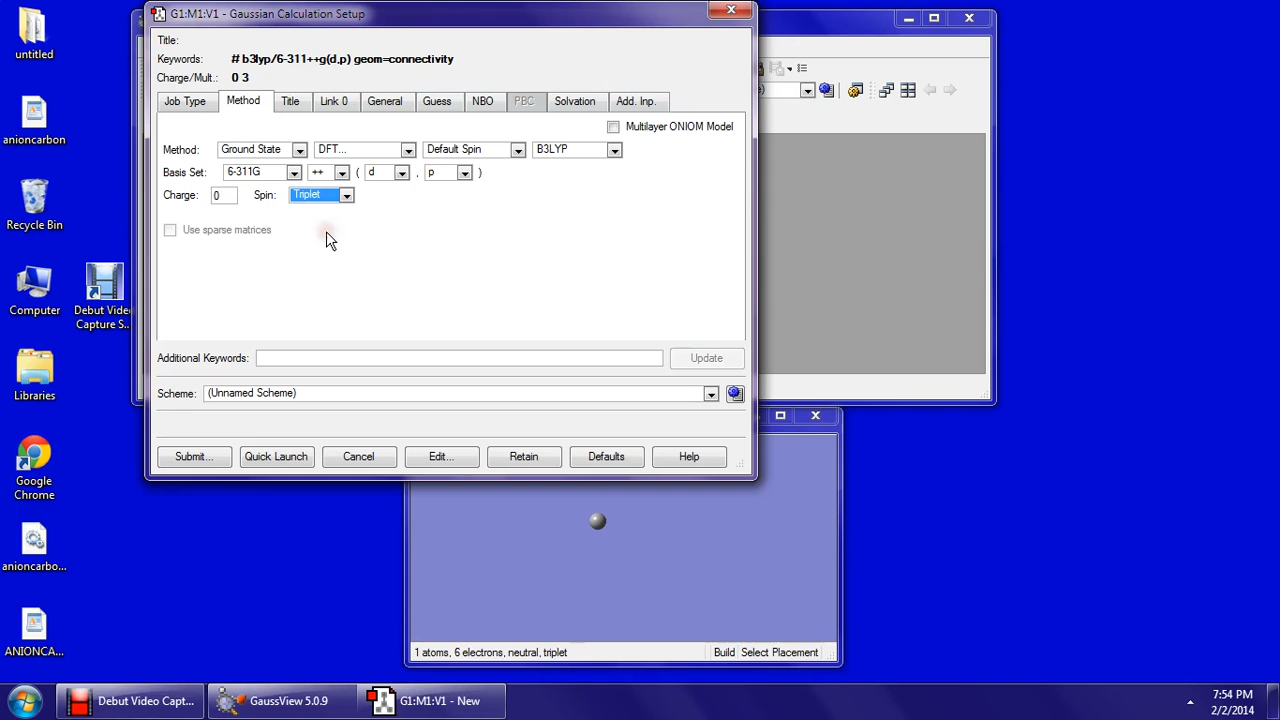 G1:M1:V1 - Gaussian Calculation Setup
Title:
Keywords: # b3lyp/6-311++g(d,p) geom=connectivity
Charge/Mult.: 0 3
Job Type Method Title Link 0 General Guess NBO PBC Solvation Add. Inp.
Multilayer ONIOM Model
Method: Ground State DFT... Default Spin B3LYP
Basis Set: 6-311G ++ ( d , p )
Charge: 0 Spin: Triplet
Use sparse matrices
Additional Keywords: Update
Scheme: (Unnamed Scheme)
Submit... Quick Launch Cancel Edit... Retain Defaults Help
1 atoms, 6 electrons, neutral, triplet Build Select Placement
untitled
anioncarbon
Recycle Bin
Computer
Debut Video
Capture S...
Libraries
Google
Chrome
anioncarbo...
ANIONCA...
Debut Video Capt... GaussView 5.0.9 G1:M1:V1 - New
7:54 PM
2/2/2014